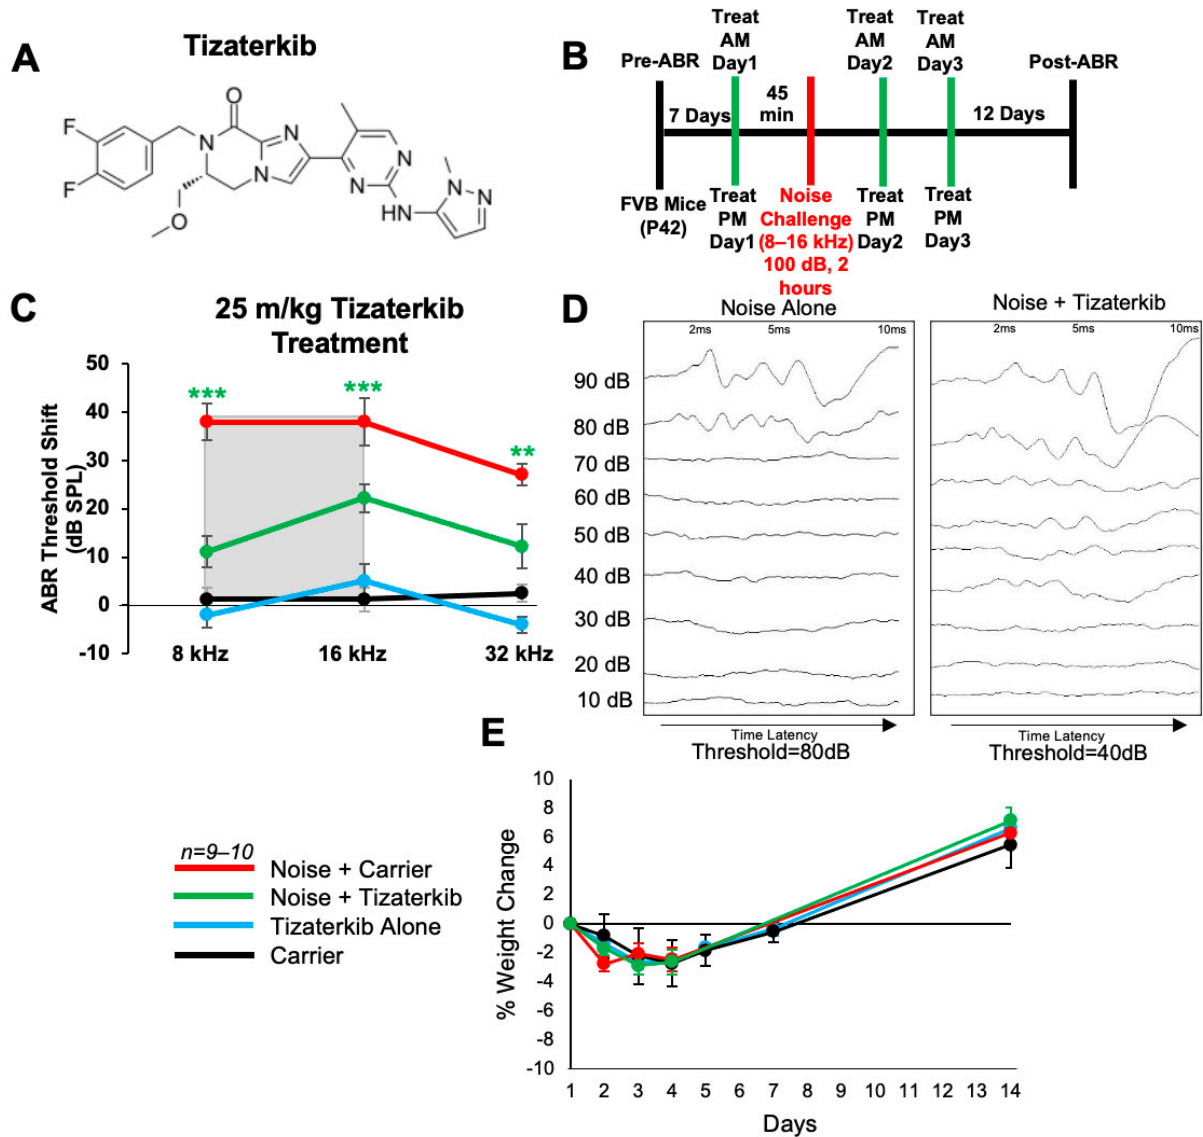 A
Tizaterkib
F
F
O
N
N
N
O
N
N
HN
N
N
B
Pre-ABR
Treat
AM
Day1
Treat
AM
Day2
Treat
AM
Day3
Post-ABR
7 Days
45
min
12 Days
FVB Mice
(P42)
Treat
PM
Day1
Noise
Challenge
(8–16 kHz)
100 dB, 2
hours
Treat
PM
Day2
Treat
PM
Day3
C
25 m/kg Tizaterkib
Treatment
ABR Threshold Shift
(dB SPL)
50
40
30
20
10
0
-10
***
***
**
8 kHz
16 kHz
32 kHz
D
Noise Alone
Noise + Tizaterkib
2ms
5ms
10ms
2ms
5ms
10ms
90 dB
80 dB
70 dB
60 dB
50 dB
40 dB
30 dB
20 dB
10 dB
Time Latency
Threshold=80dB
Time Latency
Threshold=40dB
n=9–10
Noise + Carrier
Noise + Tizaterkib
Tizaterkib Alone
Carrier
E
% Weight Change
10
8
6
4
2
0
-2
-4
-6
-8
-10
1 2 3 4 5 6 7 8 9 10 11 12 13 14
Days